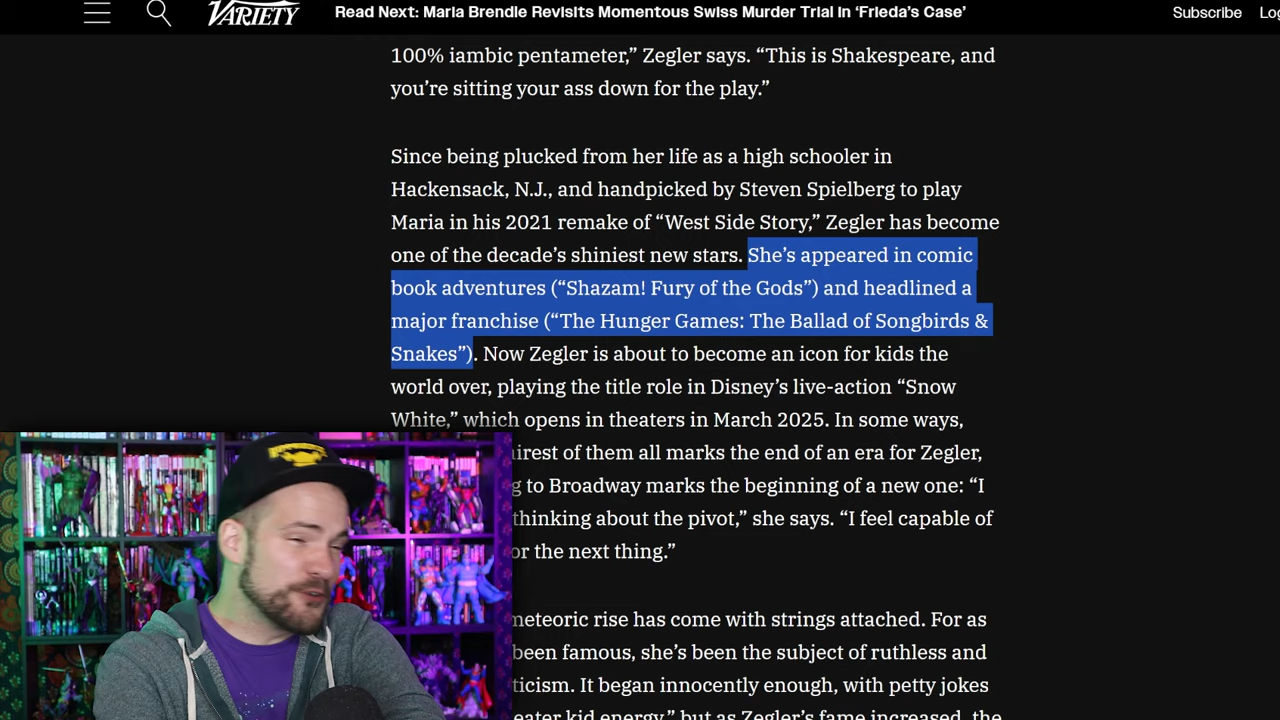 VARIETY
Read Next: Maria Brendle Revisits Momentous Swiss Murder Trial in ‘Frieda’s Case’
Subscribe
100% iambic pentameter,” Zegler says. “This is Shakespeare, and
you’re sitting your ass down for the play.”
Since being plucked from her life as a high schooler in
Hackensack, N.J., and handpicked by Steven Spielberg to play
Maria in his 2021 remake of “West Side Story,” Zegler has become
one of the decade’s shiniest new stars. She’s appeared in comic
book adventures (“Shazam! Fury of the Gods”) and headlined a
major franchise (“The Hunger Games: The Ballad of Songbirds &
Snakes”). Now Zegler is about to become an icon for kids the
world over, playing the title role in Disney’s live-action “Snow
White,” which opens in theaters in March 2025. In some ways,
of them all marks the end of an era for Zegler,
to Broadway marks the beginning of a new one: “I
thinking about the pivot,” she says. “I feel capable of
the next thing.”
meteoric rise has come with strings attached. For as
been famous, she’s been the subject of ruthless and
It began innocently enough, with petty jokes
kid energy,” but as Zegler’s fame increased, the